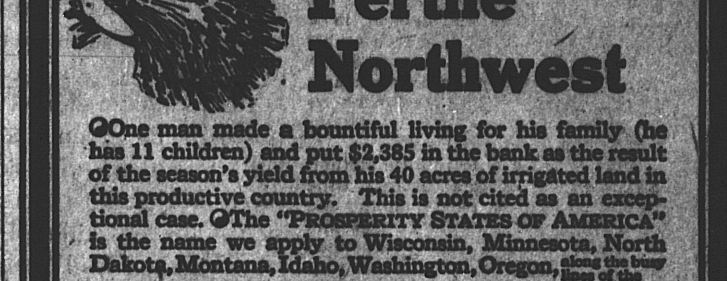 Northwest
One man made a bountiful living for his family (he
has 11 children) and put $2,385 in the bank as the result
of the season's yield from his 40 acres of irrigated land in
this productive country. This is not cited as an excep-
tional case. The "PROSPERITY STATES OF AMERICA"
is the name we apply to Wisconsin, Minnesota, North
Dakota, Montana, Idaho, Washington, Oregon, along the busy
lines of the